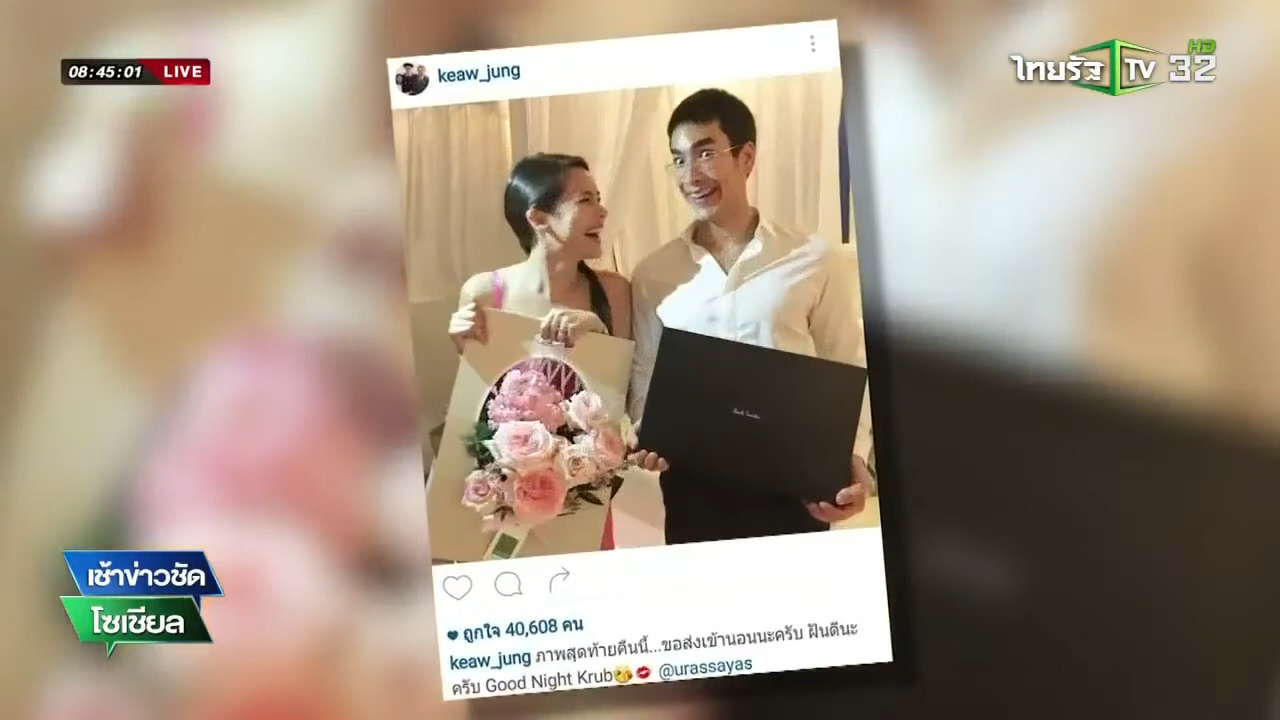 08:45:01 LIVE
ไทยรัฐ TV HD 32
keaw_jung
Paul Smith
ถูกใจ 40,608 คน
keaw_jung ภาพสุดท้ายคืนนี้...ขอส่งเข้านอนนะครับ ฝันดีนะ
ครับ Good Night Krub😘💋 @urassayas
เช้าข่าวชัด
โซเชียล